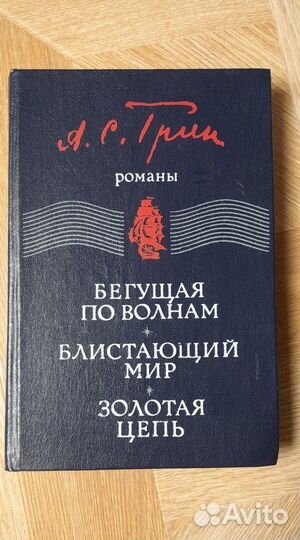 А. С. Грин
романы
БЕГУЩАЯ
ПО ВОЛНАМ
БЛИСТАЮЩИЙ
МИР
ЗОЛОТАЯ
ЦЕПЬ
Avito